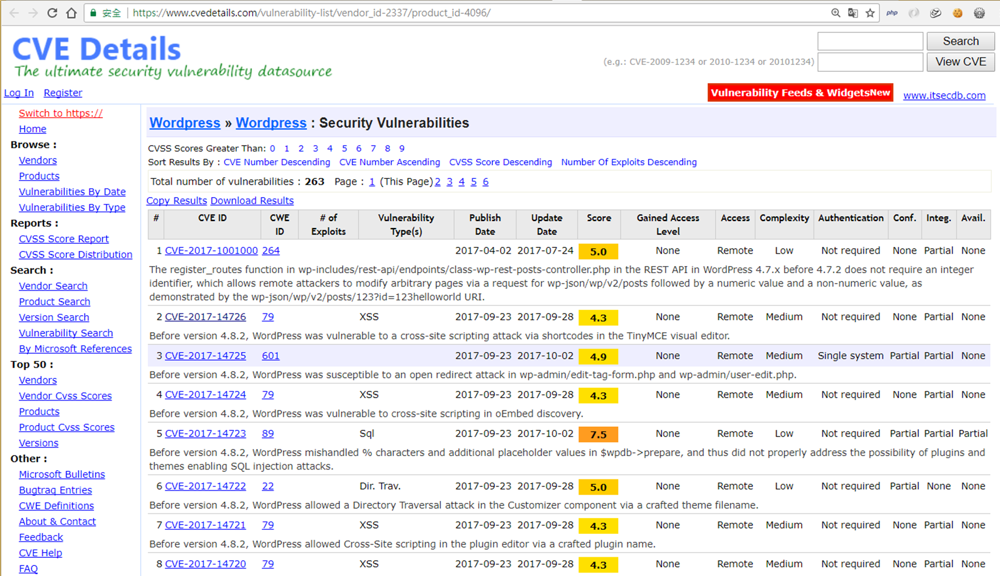 安全 https://www.cvedetails.com/vulnerability-list/vendor_id-2337/product_id-4096/
php
CVE Details
The ultimate security vulnerability datasource
Search
(e.g.: CVE-2009-1234 or 2010-1234 or 20101234)
View CVE
Log In Register
Vulnerability Feeds & WidgetsNew www.itsecdb.com
Switch to https://
Home
Browse :
Vendors
Products
Vulnerabilities By Date
Vulnerabilities By Type
Reports :
CVSS Score Report
CVSS Score Distribution
Search :
Vendor Search
Product Search
Version Search
Vulnerability Search
By Microsoft References
Top 50 :
Vendors
Vendor Cvss Scores
Products
Product Cvss Scores
Versions
Other :
Microsoft Bulletins
Bugtraq Entries
CWE Definitions
About & Contact
Feedback
CVE Help
FAQ
Wordpress » Wordpress : Security Vulnerabilities
CVSS Scores Greater Than: 0 1 2 3 4 5 6 7 8 9
Sort Results By : CVE Number Descending CVE Number Ascending CVSS Score Descending Number Of Exploits Descending
Total number of vulnerabilities : 263 Page : 1 (This Page) 2 3 4 5 6
Copy Results Download Results
# CVE ID CWE ID # of Exploits Vulnerability Type(s) Publish Date Update Date Score Gained Access Level Access Complexity Authentication Conf. Integ. Avail.
1 CVE-2017-1001000 264 2017-04-02 2017-07-24 5.0 None Remote Low Not required None Partial None
The register_routes function in wp-includes/rest-api/endpoints/class-wp-rest-posts-controller.php in the REST API in WordPress 4.7.x before 4.7.2 does not require an integer
identifier, which allows remote attackers to modify arbitrary pages via a request for wp-json/wp/v2/posts followed by a numeric value and a non-numeric value, as
demonstrated by the wp-json/wp/v2/posts/123?id=123helloworld URI.
2 CVE-2017-14726 79 XSS 2017-09-23 2017-09-28 4.3 None Remote Medium Not required None Partial None
Before version 4.8.2, WordPress was vulnerable to a cross-site scripting attack via shortcodes in the TinyMCE visual editor.
3 CVE-2017-14725 601 2017-09-23 2017-10-02 4.9 None Remote Medium Single system Partial Partial None
Before version 4.8.2, WordPress was susceptible to an open redirect attack in wp-admin/edit-tag-form.php and wp-admin/user-edit.php.
4 CVE-2017-14724 79 XSS 2017-09-23 2017-09-28 4.3 None Remote Medium Not required None Partial None
Before version 4.8.2, WordPress was vulnerable to cross-site scripting in oEmbed discovery.
5 CVE-2017-14723 89 Sql 2017-09-23 2017-10-02 7.5 None Remote Low Not required Partial Partial Partial
Before version 4.8.2, WordPress mishandled % characters and additional placeholder values in $wpdb->prepare, and thus did not properly address the possibility of plugins and
themes enabling SQL injection attacks.
6 CVE-2017-14722 22 Dir. Trav. 2017-09-23 2017-09-28 5.0 None Remote Low Not required Partial None None
Before version 4.8.2, WordPress allowed a Directory Traversal attack in the Customizer component via a crafted theme filename.
7 CVE-2017-14721 79 XSS 2017-09-23 2017-09-28 4.3 None Remote Medium Not required None Partial None
Before version 4.8.2, WordPress allowed Cross-Site scripting in the plugin editor via a crafted plugin name.
8 CVE-2017-14720 79 XSS 2017-09-23 2017-09-28 4.3 None Remote Medium Not required None Partial None